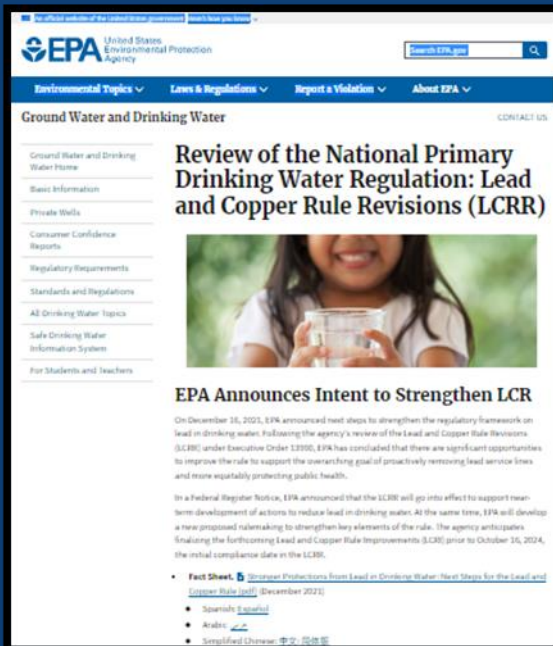 An official website of the United States government Here's how you know
EPA United States
Environmental Protection
Agency
Search EPA.gov
Environmental Topics Laws & Regulations Report a Violation About EPA
Ground Water and Drinking Water CONTACT US
Ground Water and Drinking
Water Home
Basic Information
Private Wells
Consumer Confidence
Reports
Regulatory Requirements
Standards and Regulations
All Drinking Water Topics
Safe Drinking Water
Information System
For Students and Teachers
Review of the National Primary
Drinking Water Regulation: Lead
and Copper Rule Revisions (LCRR)
EPA Announces Intent to Strengthen LCR
On December 16, 2021, EPA announced next steps to strengthen the regulatory framework on
lead in drinking water. Following the agency's review of the Lead and Copper Rule Revisions
(LCRR) under Executive Order 13990, EPA has concluded that there are significant opportunities
to improve the rule to support the overarching goal of proactively removing lead service lines
and more equitably protecting public health.
In a Federal Register Notice, EPA announced that the LCRR will go into effect to support near-
term development of actions to reduce lead in drinking water. At the same time, EPA will develop
a new proposed rulemaking to strengthen key elements of the rule. The agency anticipates
finalizing the forthcoming Lead and Copper Rule Improvements (LCRI) prior to October 16, 2024,
the initial compliance date in the LCRR.
• Fact Sheet. Stronger Protections from Lead in Drinking Water: Next Steps for the Lead and
Copper Rule (pdf) (December 2021)
• Spanish: Español
• Arabic:
• Simplified Chinese: 中文: 简体版